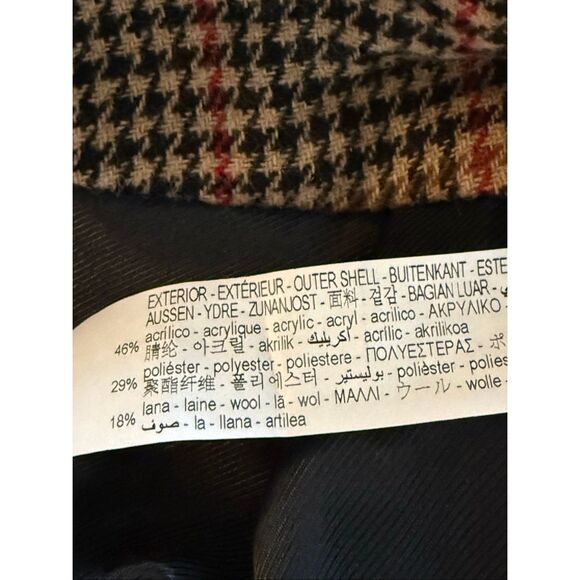 EXTERIOR - EXTÉRIEUR - OUTER SHELL - BUITENKANT - ESTE
AUSSEN - YDRE - ZUNANJOST - 面料 - 겉감 - BAGIAN LUAR -
46% acrílico - acrylique - acrylic - acryl - acrilico - ΑΚΡΥΛΙΚΟ -
腈纶 - 아크릴 - akrilik - أكريليك - acrílic - akrilikoa
poliéster - polyester - poliestere - ΠΟΛΥΕΣΤΕΡΑΣ - ポ
29% 聚酯纤维 - 폴리에스터 - بوليستير - polièster - polies
lana - laine - wool - lã - wol - ΜΑΛΛΙ - ウール - wolle -
18% صوف - la - llana - artilea